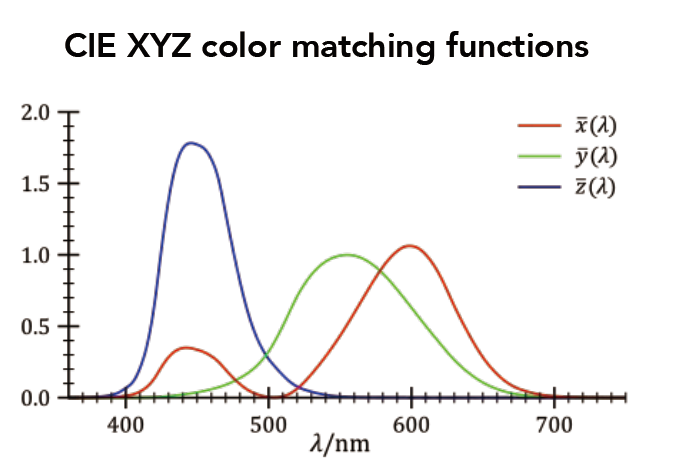 CIE XYZ color matching functions
2.0
1.5
1.0
0.5
0.0
400 500 600 700
λ/nm
x̄(λ)
ȳ(λ)
z̄(λ)